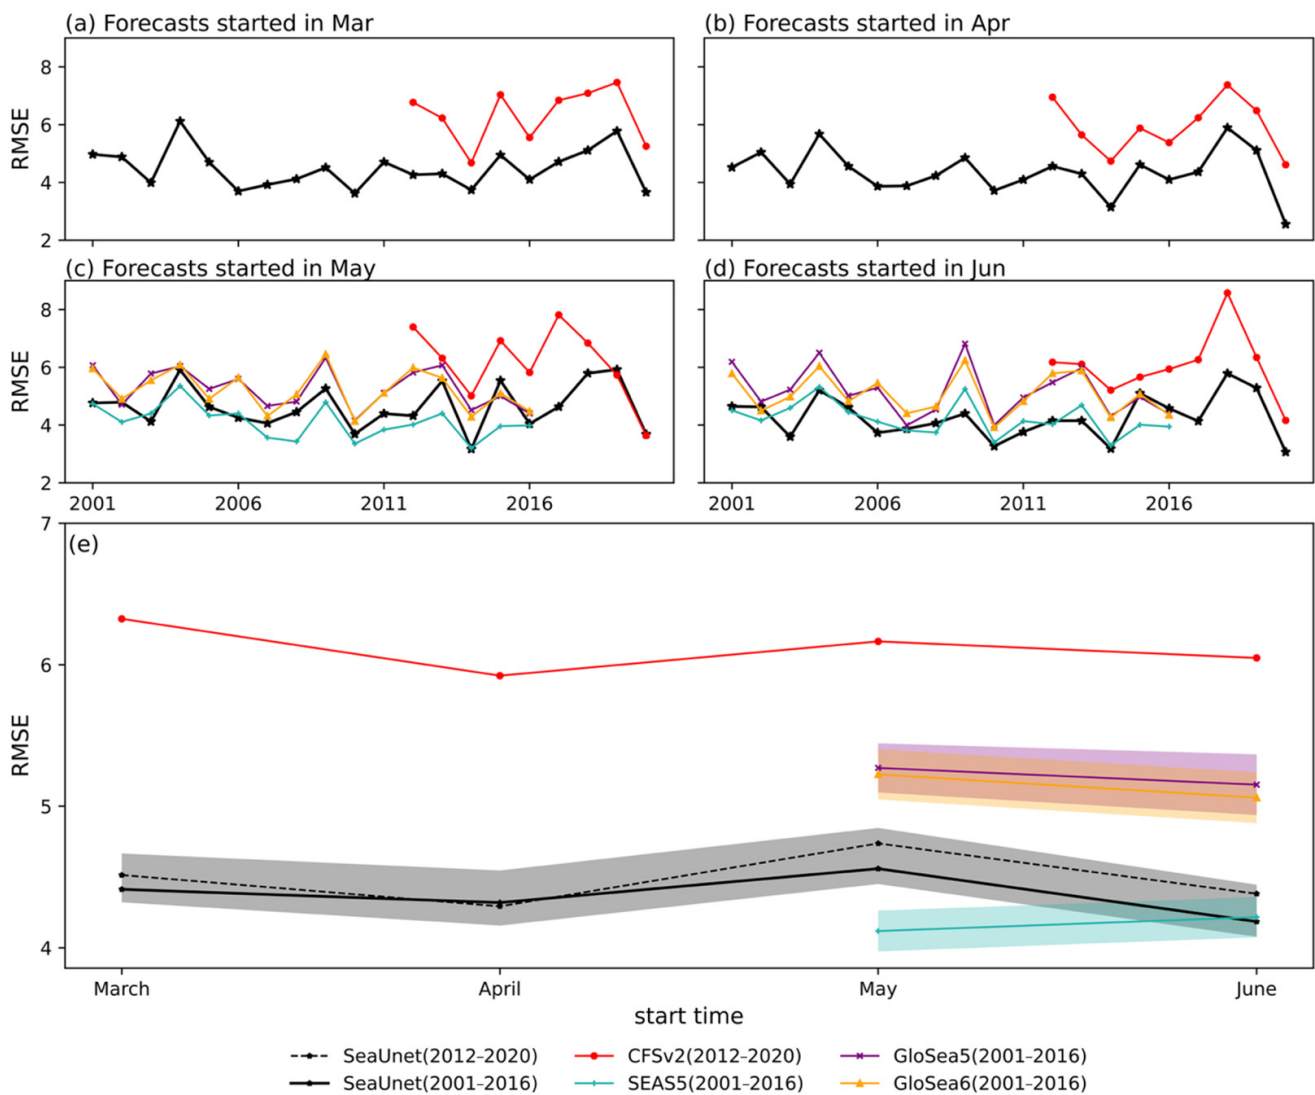 (a) Forecasts started in Mar
(b) Forecasts started in Apr
8
6
4
2
RMSE
(c) Forecasts started in May
(d) Forecasts started in Jun
8
6
4
2
RMSE
2001 2006 2011 2016
2001 2006 2011 2016
(e)
7
6
5
4
RMSE
March April May June
start time
SeaUnet(2012–2020) CFSv2(2012–2020) GloSea5(2001–2016)
SeaUnet(2001–2016) SEAS5(2001–2016) GloSea6(2001–2016)